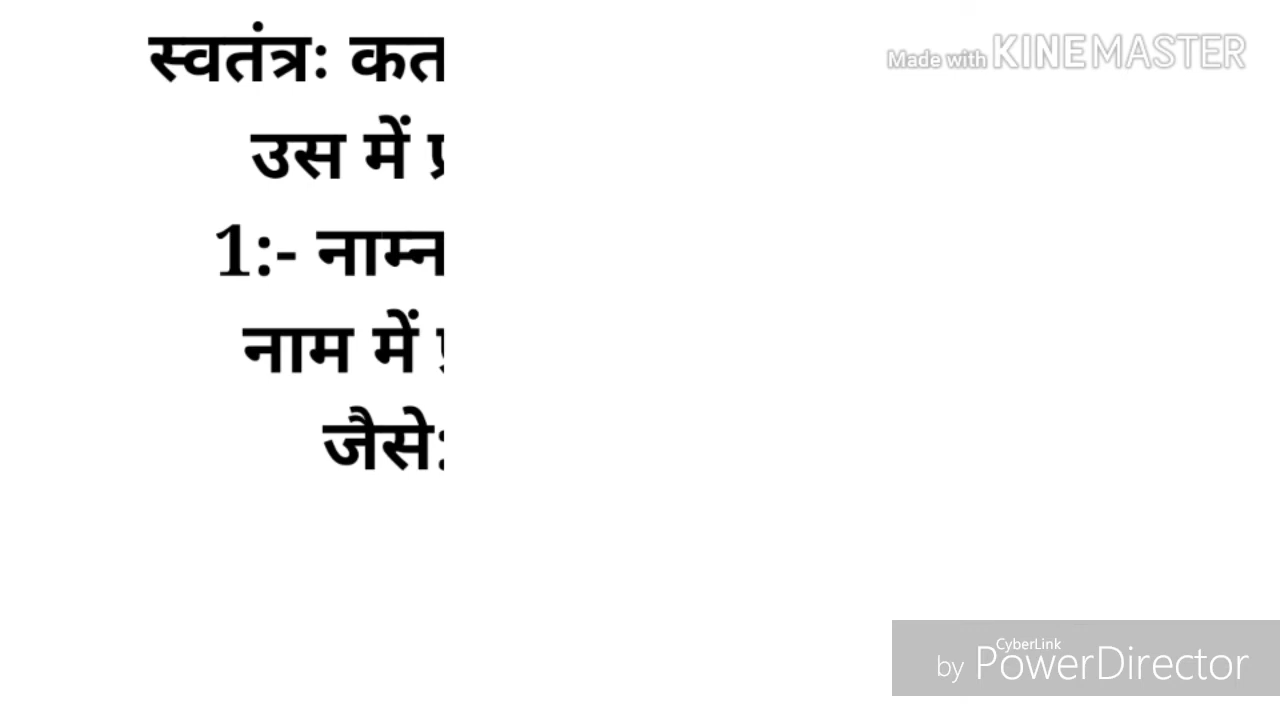 स्वतंत्रः कत
Made with KINEMASTER
उस में
1:- नाम्न
नाम में
जैसे:
CyberLink
by PowerDirector